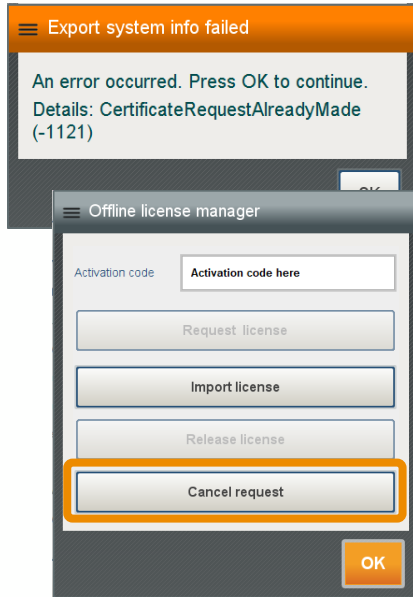 Export system info failed
An error occurred. Press OK to continue.
Details: CertificateRequestAlreadyMade
(-1121)
OK
Offline license manager
Activation code
Activation code here
Request license
Import license
Release license
Cancel request
OK